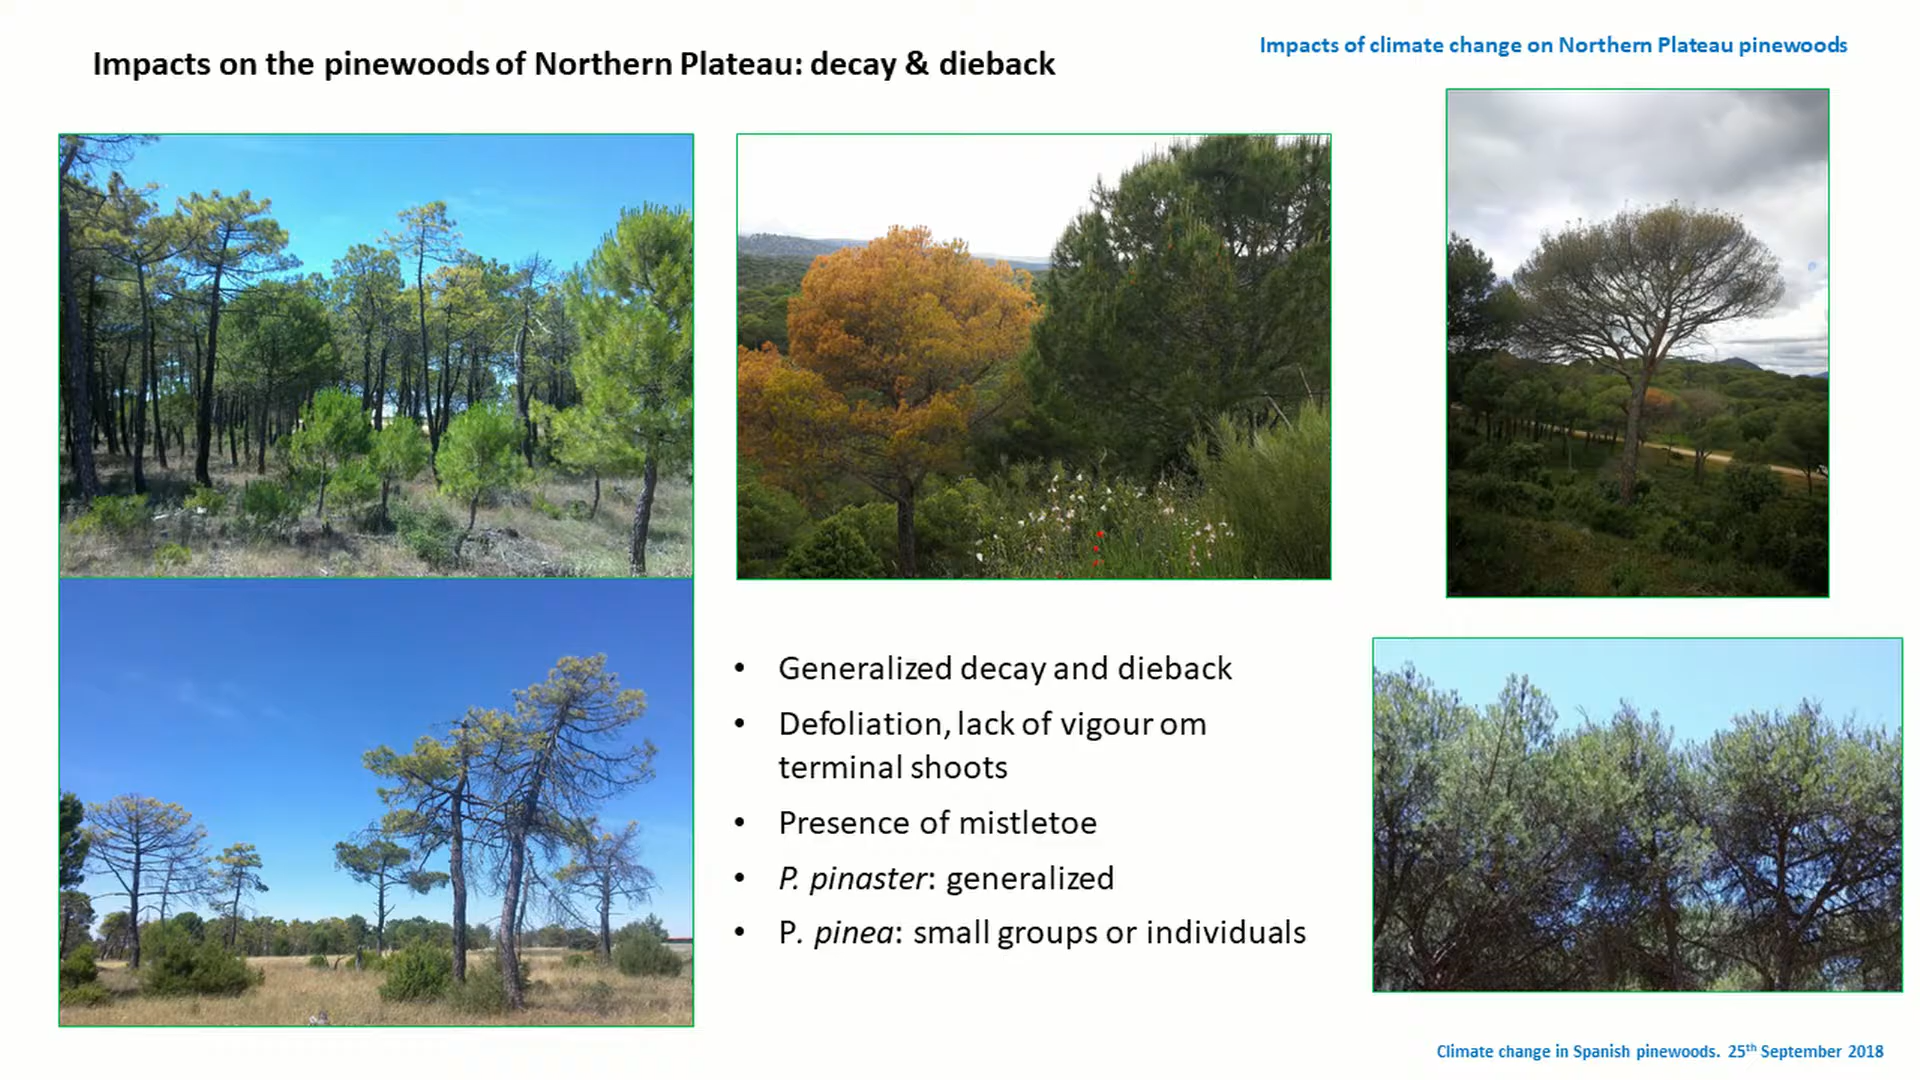 Impacts on the pinewoods of Northern Plateau: decay & dieback
Impacts of climate change on Northern Plateau pinewoods
• Generalized decay and dieback
• Defoliation, lack of vigour om
terminal shoots
• Presence of mistletoe
• P. pinaster: generalized
• P. pinea: small groups or individuals
Climate change in Spanish pinewoods. 25th September 2018